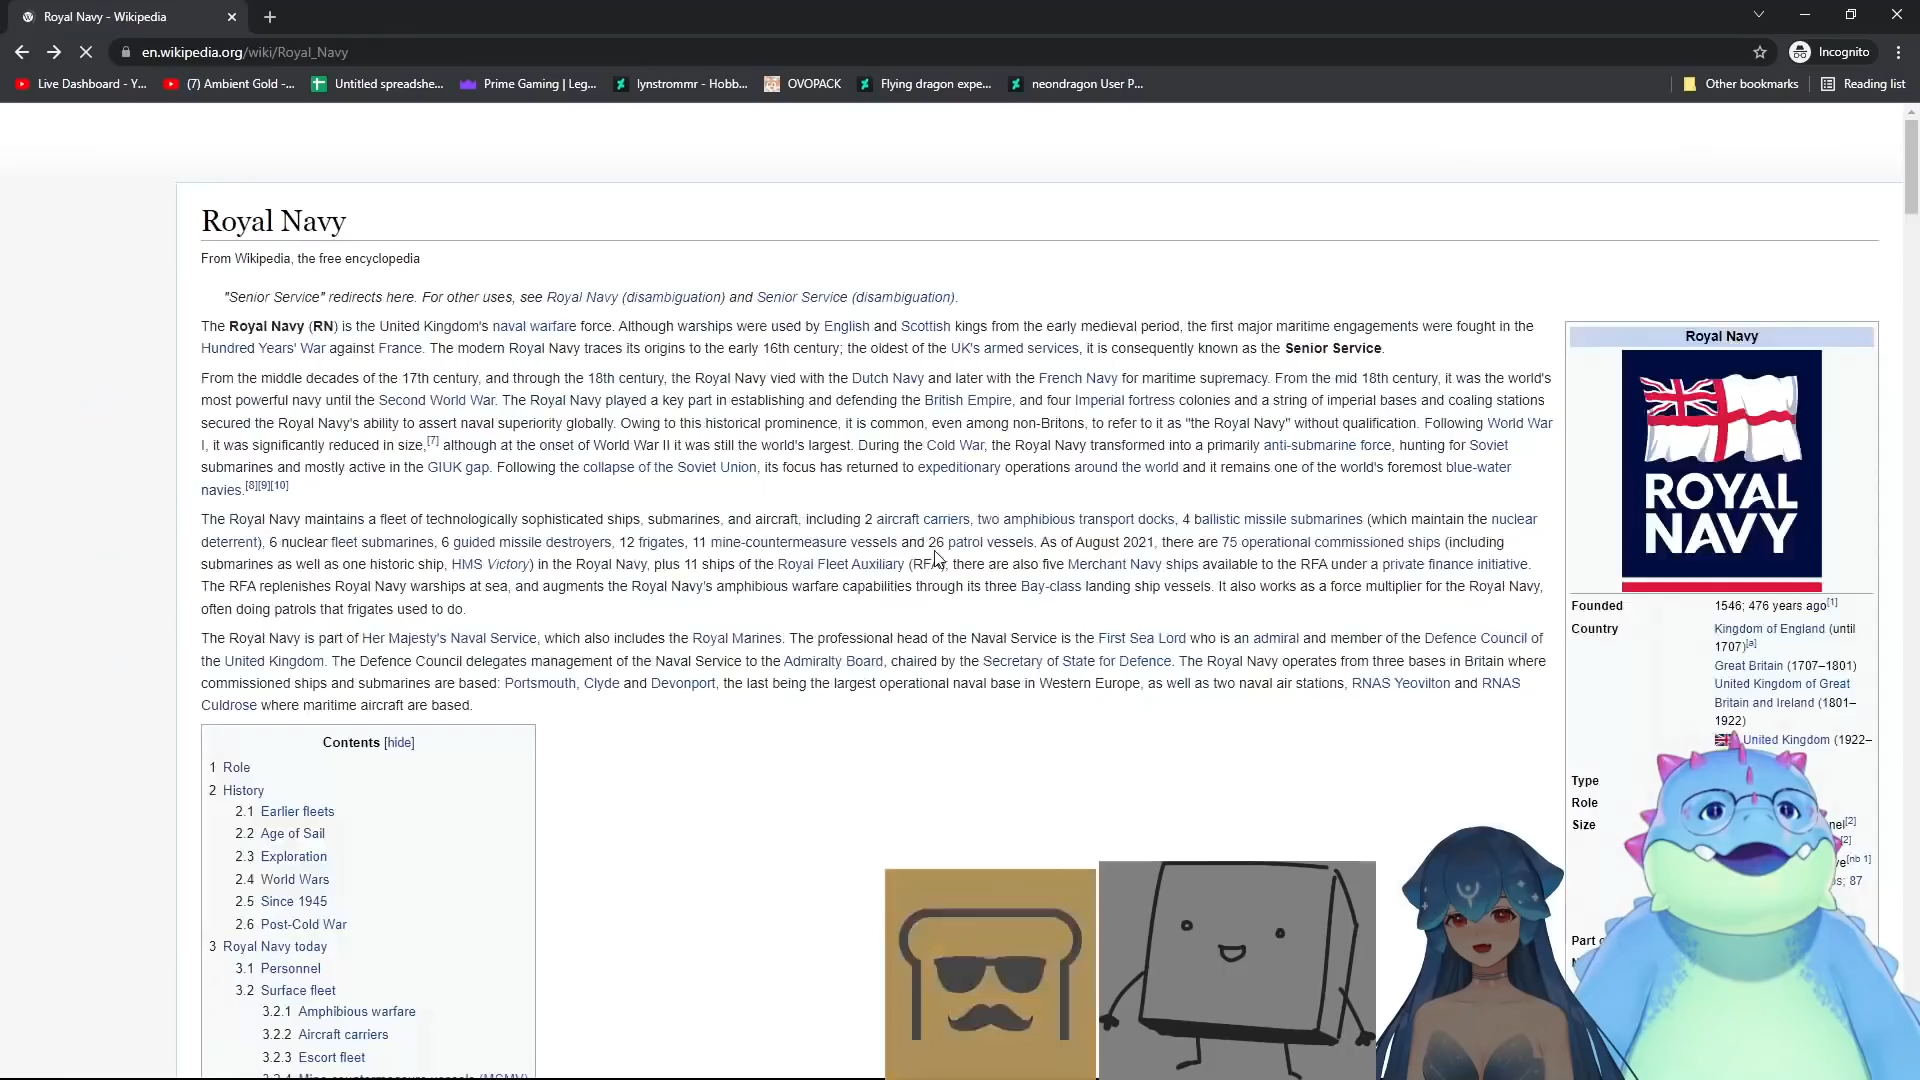 Royal Navy - Wikipedia
en.wikipedia.org/wiki/Royal_Navy
Incognito
Live Dashboard - Y...
(7) Ambient Gold -...
Untitled spreadshe...
Prime Gaming | Leg...
lynstrommr - Hobb...
OVOPACK
Flying dragon expe...
neondragon User P...
Other bookmarks
Reading list
Royal Navy
From Wikipedia, the free encyclopedia
"Senior Service" redirects here. For other uses, see Royal Navy (disambiguation) and Senior Service (disambiguation).
The Royal Navy (RN) is the United Kingdom's naval warfare force. Although warships were used by English and Scottish kings from the early medieval period, the first major maritime engagements were fought in the
Hundred Years' War against France. The modern Royal Navy traces its origins to the early 16th century; the oldest of the UK's armed services, it is consequently known as the Senior Service.
From the middle decades of the 17th century, and through the 18th century, the Royal Navy vied with the Dutch Navy and later with the French Navy for maritime supremacy. From the mid 18th century, it was the world's
most powerful navy until the Second World War. The Royal Navy played a key part in establishing and defending the British Empire, and four Imperial fortress colonies and a string of imperial bases and coaling stations
secured the Royal Navy's ability to assert naval superiority globally. Owing to this historical prominence, it is common, even among non-Britons, to refer to it as "the Royal Navy" without qualification. Following World War
I, it was significantly reduced in size,[7] although at the onset of World War II it was still the world's largest. During the Cold War, the Royal Navy transformed into a primarily anti-submarine force, hunting for Soviet
submarines and mostly active in the GIUK gap. Following the collapse of the Soviet Union, its focus has returned to expeditionary operations around the world and it remains one of the world's foremost blue-water
navies.[8][9][10]
The Royal Navy maintains a fleet of technologically sophisticated ships, submarines, and aircraft, including 2 aircraft carriers, two amphibious transport docks, 4 ballistic missile submarines (which maintain the nuclear
deterrent), 6 nuclear fleet submarines, 6 guided missile destroyers, 12 frigates, 11 mine-countermeasure vessels and 26 patrol vessels. As of August 2021, there are 75 operational commissioned ships (including
submarines as well as one historic ship, HMS Victory) in the Royal Navy, plus 11 ships of the Royal Fleet Auxiliary (RFA), there are also five Merchant Navy ships available to the RFA under a private finance initiative.
The RFA replenishes Royal Navy warships at sea, and augments the Royal Navy's amphibious warfare capabilities through its three Bay-class landing ship vessels. It also works as a force multiplier for the Royal Navy,
often doing patrols that frigates used to do.
The Royal Navy is part of Her Majesty's Naval Service, which also includes the Royal Marines. The professional head of the Naval Service is the First Sea Lord who is an admiral and member of the Defence Council of
the United Kingdom. The Defence Council delegates management of the Naval Service to the Admiralty Board, chaired by the Secretary of State for Defence. The Royal Navy operates from three bases in Britain where
commissioned ships and submarines are based: Portsmouth, Clyde and Devonport, the last being the largest operational naval base in Western Europe, as well as two naval air stations, RNAS Yeovilton and RNAS
Culdrose where maritime aircraft are based.
Contents [hide]
1 Role
2 History
2.1 Earlier fleets
2.2 Age of Sail
2.3 Exploration
2.4 World Wars
2.5 Since 1945
2.6 Post-Cold War
3 Royal Navy today
3.1 Personnel
3.2 Surface fleet
3.2.1 Amphibious warfare
3.2.2 Aircraft carriers
3.2.3 Escort fleet
Royal Navy
ROYAL
NAVY
Founded 1546; 476 years ago[1]
Country Kingdom of England (until
1707)[a]
Great Britain (1707–1801)
United Kingdom of Great
Britain and Ireland (1801–
1922)
United Kingdom (1922–
Type
Role
Size
nel[2]
[2]
ve[nb 1]
87
Part